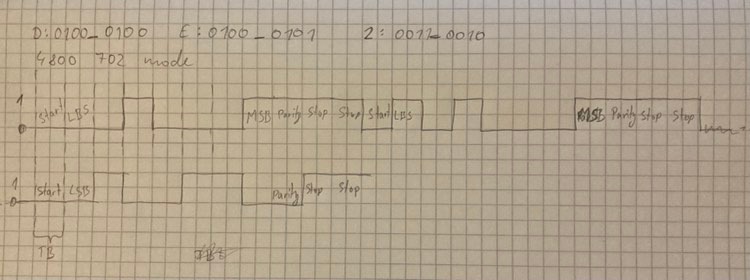 D: 0100_0100 E: 0100_0101 2: 0011_0010
4800 702 mode
1 Start LBS MSB Parity Stop Stop Start LBS MSB Parity Stop Stop
0
1 Start LSB Parity Stop Stop
0
TB